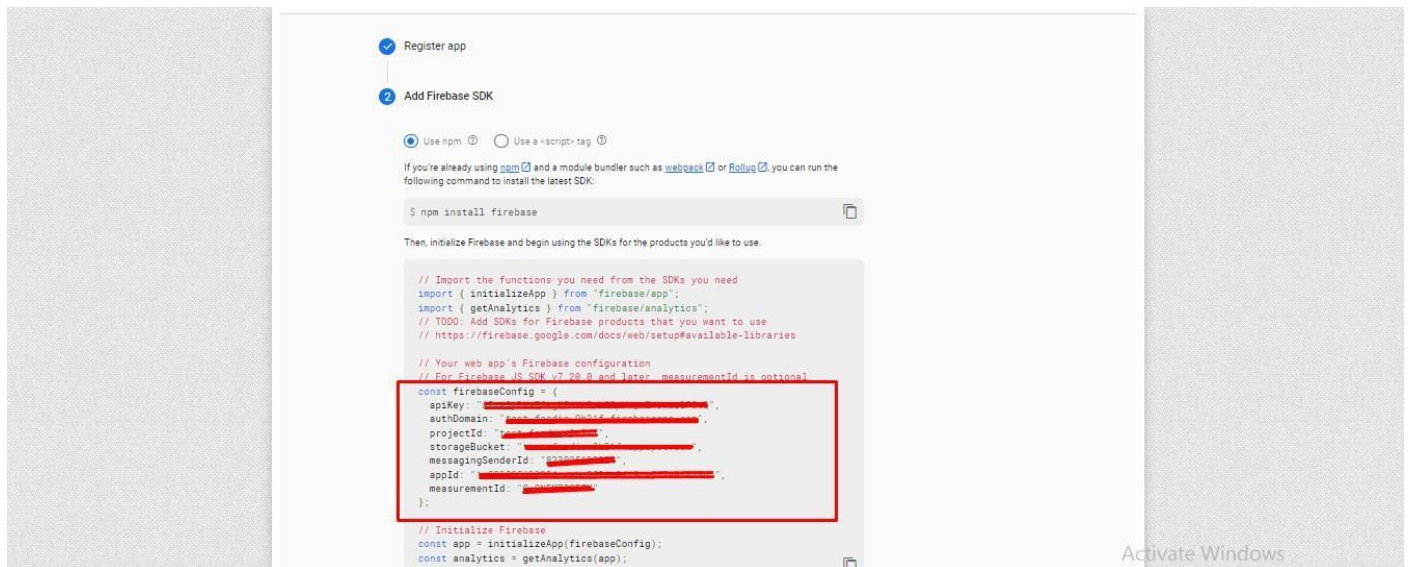 Register app
2 Add Firebase SDK
Use npm Use a <script> tag
If you're already using npm and a module bundler such as webpack or Rollup, you can run the
following command to install the latest SDK:
$ npm install firebase
Then, initialize Firebase and begin using the SDKs for the products you'd like to use.
// Import the functions you need from the SDKs you need
import { initializeApp } from "firebase/app";
import { getAnalytics } from "firebase/analytics";
// TODO: Add SDKs for Firebase products that you want to use
// https://firebase.google.com/docs/web/setup#available-libraries
// Your web app's Firebase configuration
// For Firebase JS SDK v7.20.0 and later, measurementId is optional
const firebaseConfig = {
apiKey: "",
authDomain: "",
projectId: "",
storageBucket: "",
messagingSenderId: "",
appId: "",
measurementId: ""
};
// Initialize Firebase
const app = initializeApp(firebaseConfig);
const analytics = getAnalytics(app);
Activate Windows